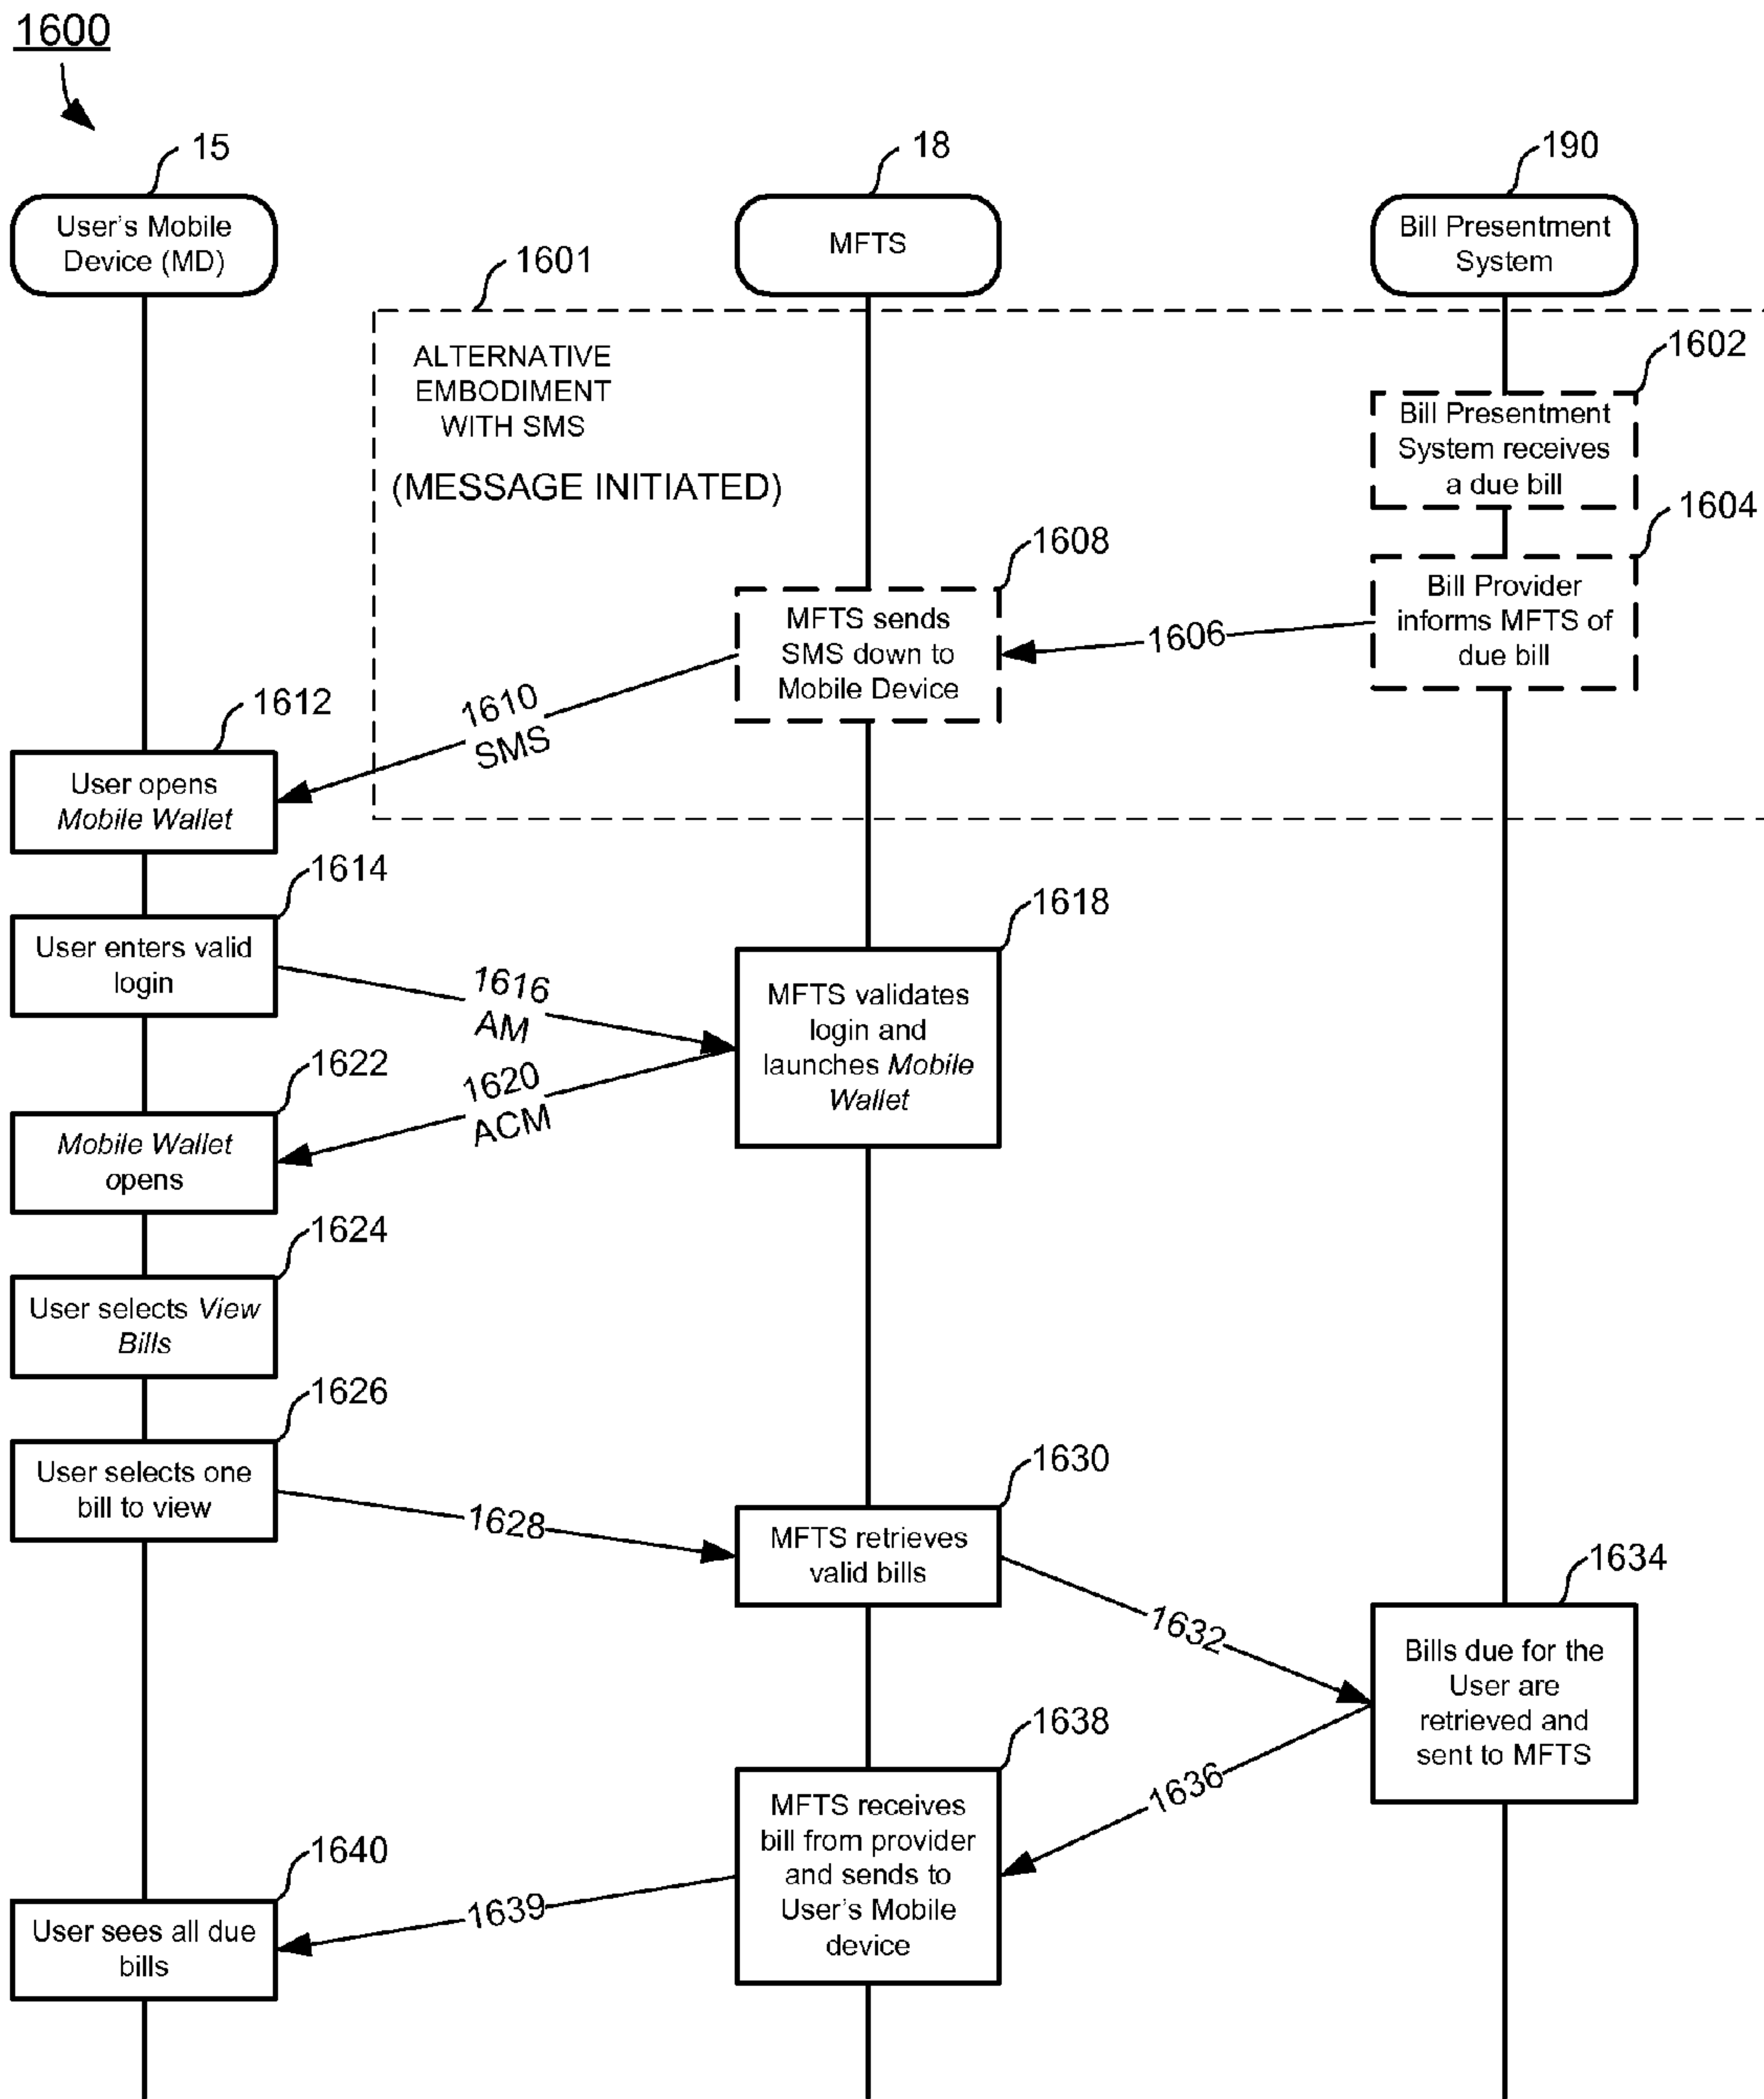 1600
15
18
190
User's Mobile
Device (MD)
MFTS
Bill Presentment
System
1601
ALTERNATIVE
EMBODIMENT
WITH SMS
(MESSAGE INITIATED)
1602
Bill Presentment
System receives
a due bill
1604
Bill Provider
informs MFTS of
due bill
1606
1608
MFTS sends
SMS down to
Mobile Device
1610
SMS
1612
User opens
Mobile Wallet
1614
User enters valid
login
1616
AM
1618
MFTS validates
login and
launches Mobile
Wallet
1620
ACM
1622
Mobile Wallet
opens
1624
User selects View
Bills
1626
User selects one
bill to view
1628
1630
MFTS retrieves
valid bills
1632
1634
Bills due for the
User are
retrieved and
sent to MFTS
1636
1638
MFTS receives
bill from provider
and sends to
User's Mobile
device
1639
1640
User sees all due
bills